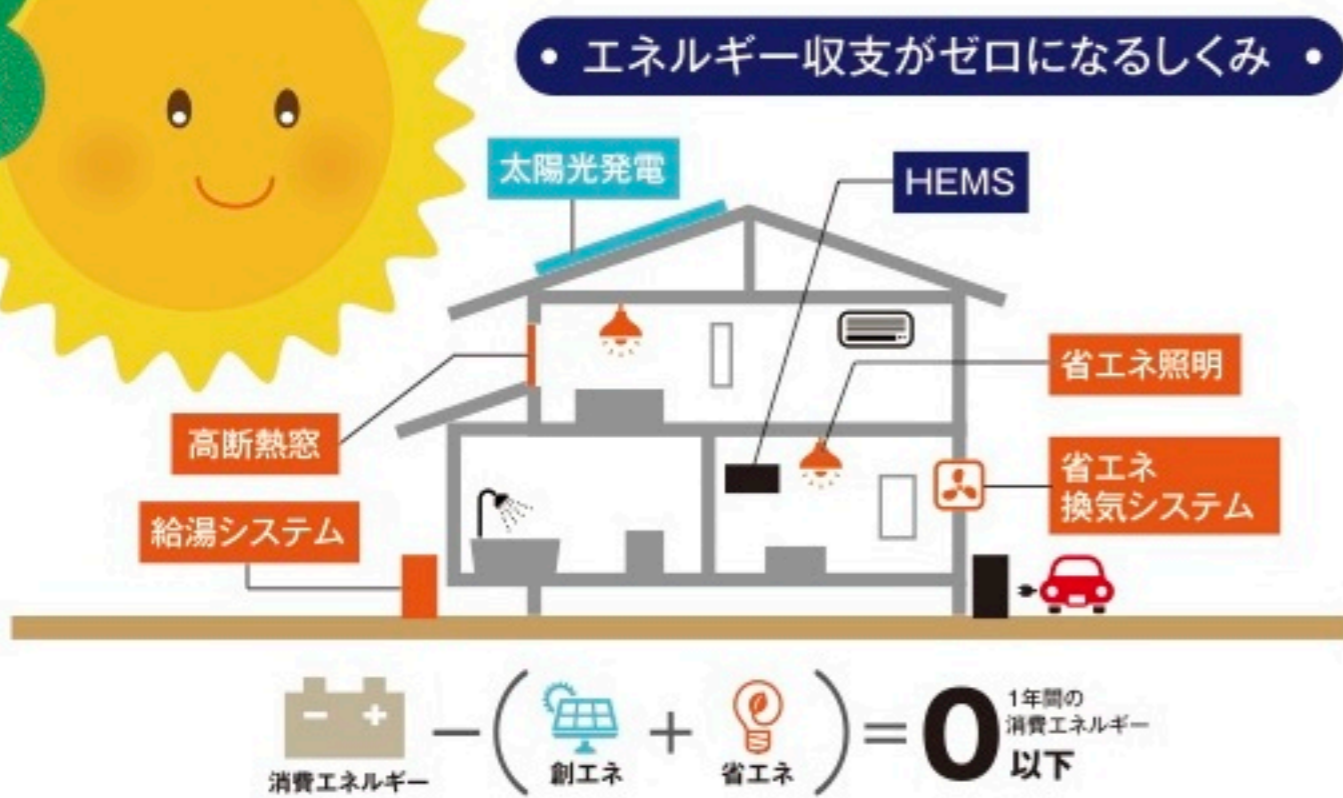 • エネルギー収支がゼロになるしくみ •
太陽光発電
HEMS
省エネ照明
高断熱窓
省エネ
換気システム
給湯システム
− +
消費エネルギー
−
(
創エネ
+
省エネ
)
=
0
1年間の
消費エネルギー
以下